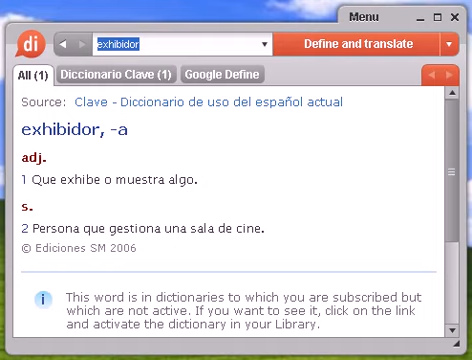 Menu
di
exhibidor
Define and translate
All (1)
Diccionario Clave (1)
Google Define
Source: Clave - Diccionario de uso del español actual
exhibidor, -a
adj.
1 Que exhibe o muestra algo.
s.
2 Persona que gestiona una sala de cine.
© Ediciones SM 2006
i
This word is in dictionaries to which you are subscribed but
which are not active. If you want to see it, click on the link
and activate the dictionary in your Library.